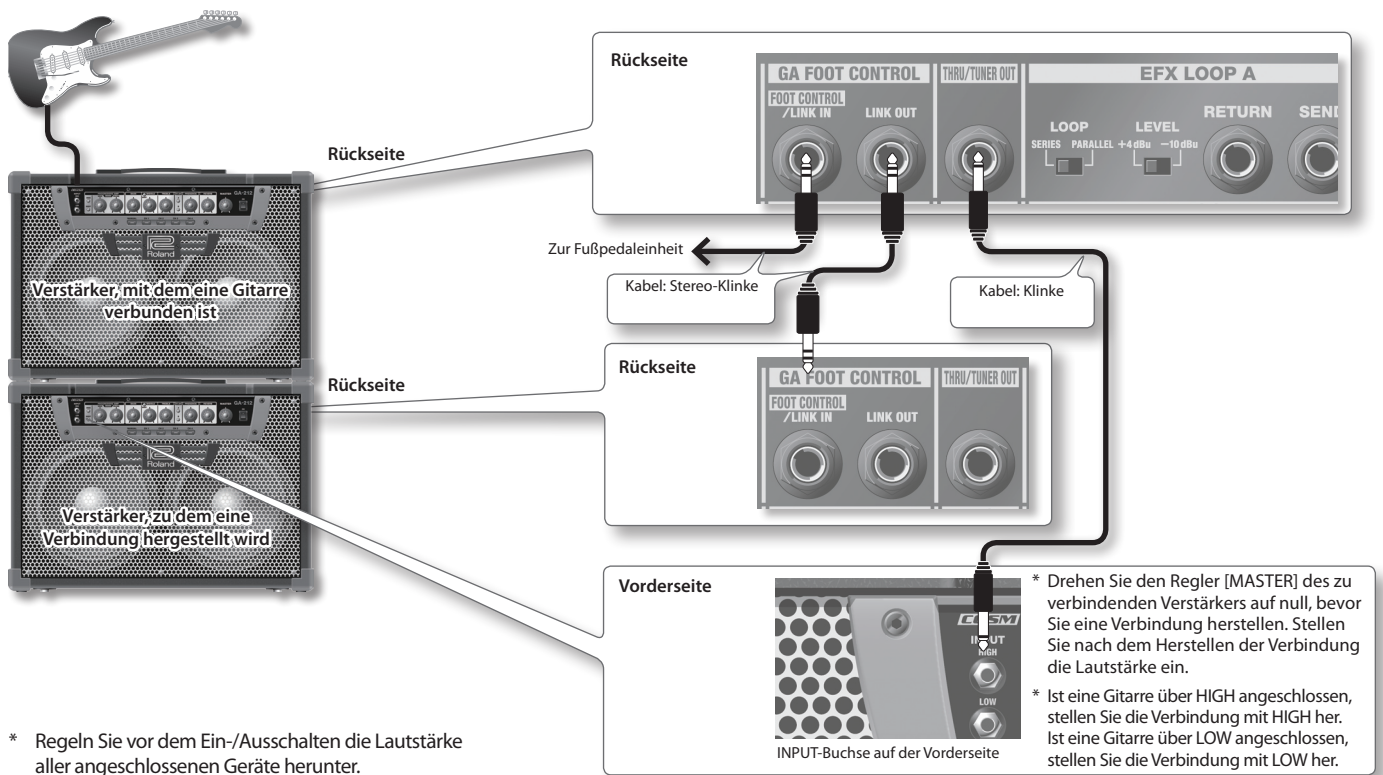 Rückseite
GA FOOT CONTROL
THRU/TUNER OUT
EFX LOOP A
FOOT CONTROL
/LINK IN
LINK OUT
LOOP
SERIES PARALLEL
LEVEL
+4 dBu −10 dBu
RETURN
SEND
Rückseite
GA-212
Roland
Verstärker, mit dem eine Gitarre
verbunden ist
Zur Fußpedaleinheit
Kabel: Stereo-Klinke
Kabel: Klinke
Rückseite
Rückseite
GA FOOT CONTROL
THRU/TUNER OUT
FOOT CONTROL
/LINK IN
LINK OUT
GA-212
Roland
Verstärker, zu dem eine
Verbindung hergestellt wird
Vorderseite
COSM
INPUT
HIGH
LOW
INPUT-Buchse auf der Vorderseite
* Drehen Sie den Regler [MASTER] des zu
verbindenden Verstärkers auf null, bevor
Sie eine Verbindung herstellen. Stellen
Sie nach dem Herstellen der Verbindung
die Lautstärke ein.
* Ist eine Gitarre über HIGH angeschlossen,
stellen Sie die Verbindung mit HIGH her.
Ist eine Gitarre über LOW angeschlossen,
stellen Sie die Verbindung mit LOW her.
* Regeln Sie vor dem Ein-/Ausschalten die Lautstärke
aller angeschlossenen Geräte herunter.